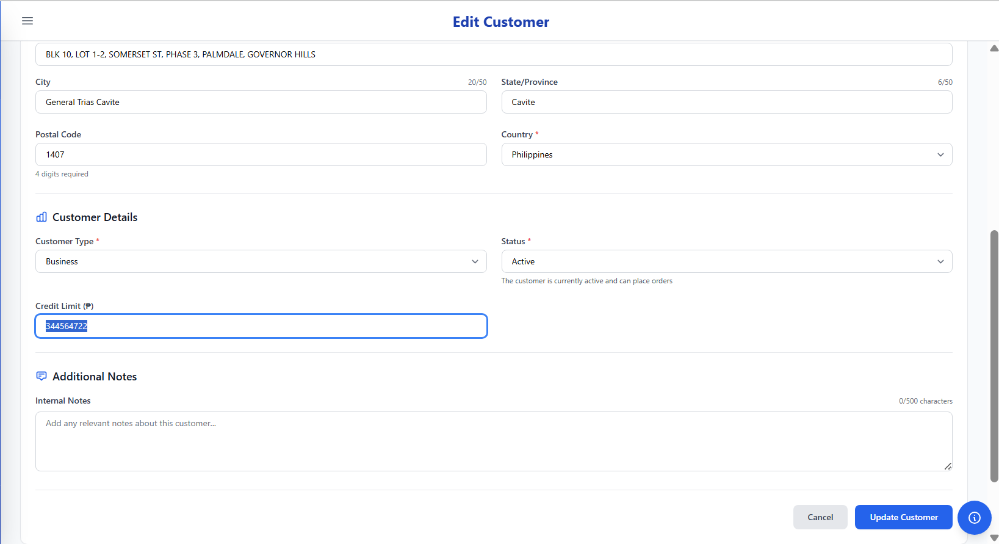 Edit Customer
BLK 10, LOT 1-2, SOMERSET ST, PHASE 3, PALMDALE, GOVERNOR HILLS
City 20/50 State/Province 6/50
General Trias Cavite Cavite
Postal Code Country *
1407 Philippines
4 digits required
Customer Details
Customer Type * Status *
Business Active
The customer is currently active and can place orders
Credit Limit (₱)
344564722
Additional Notes
Internal Notes 0/500 characters
Add any relevant notes about this customer...
Cancel Update Customer